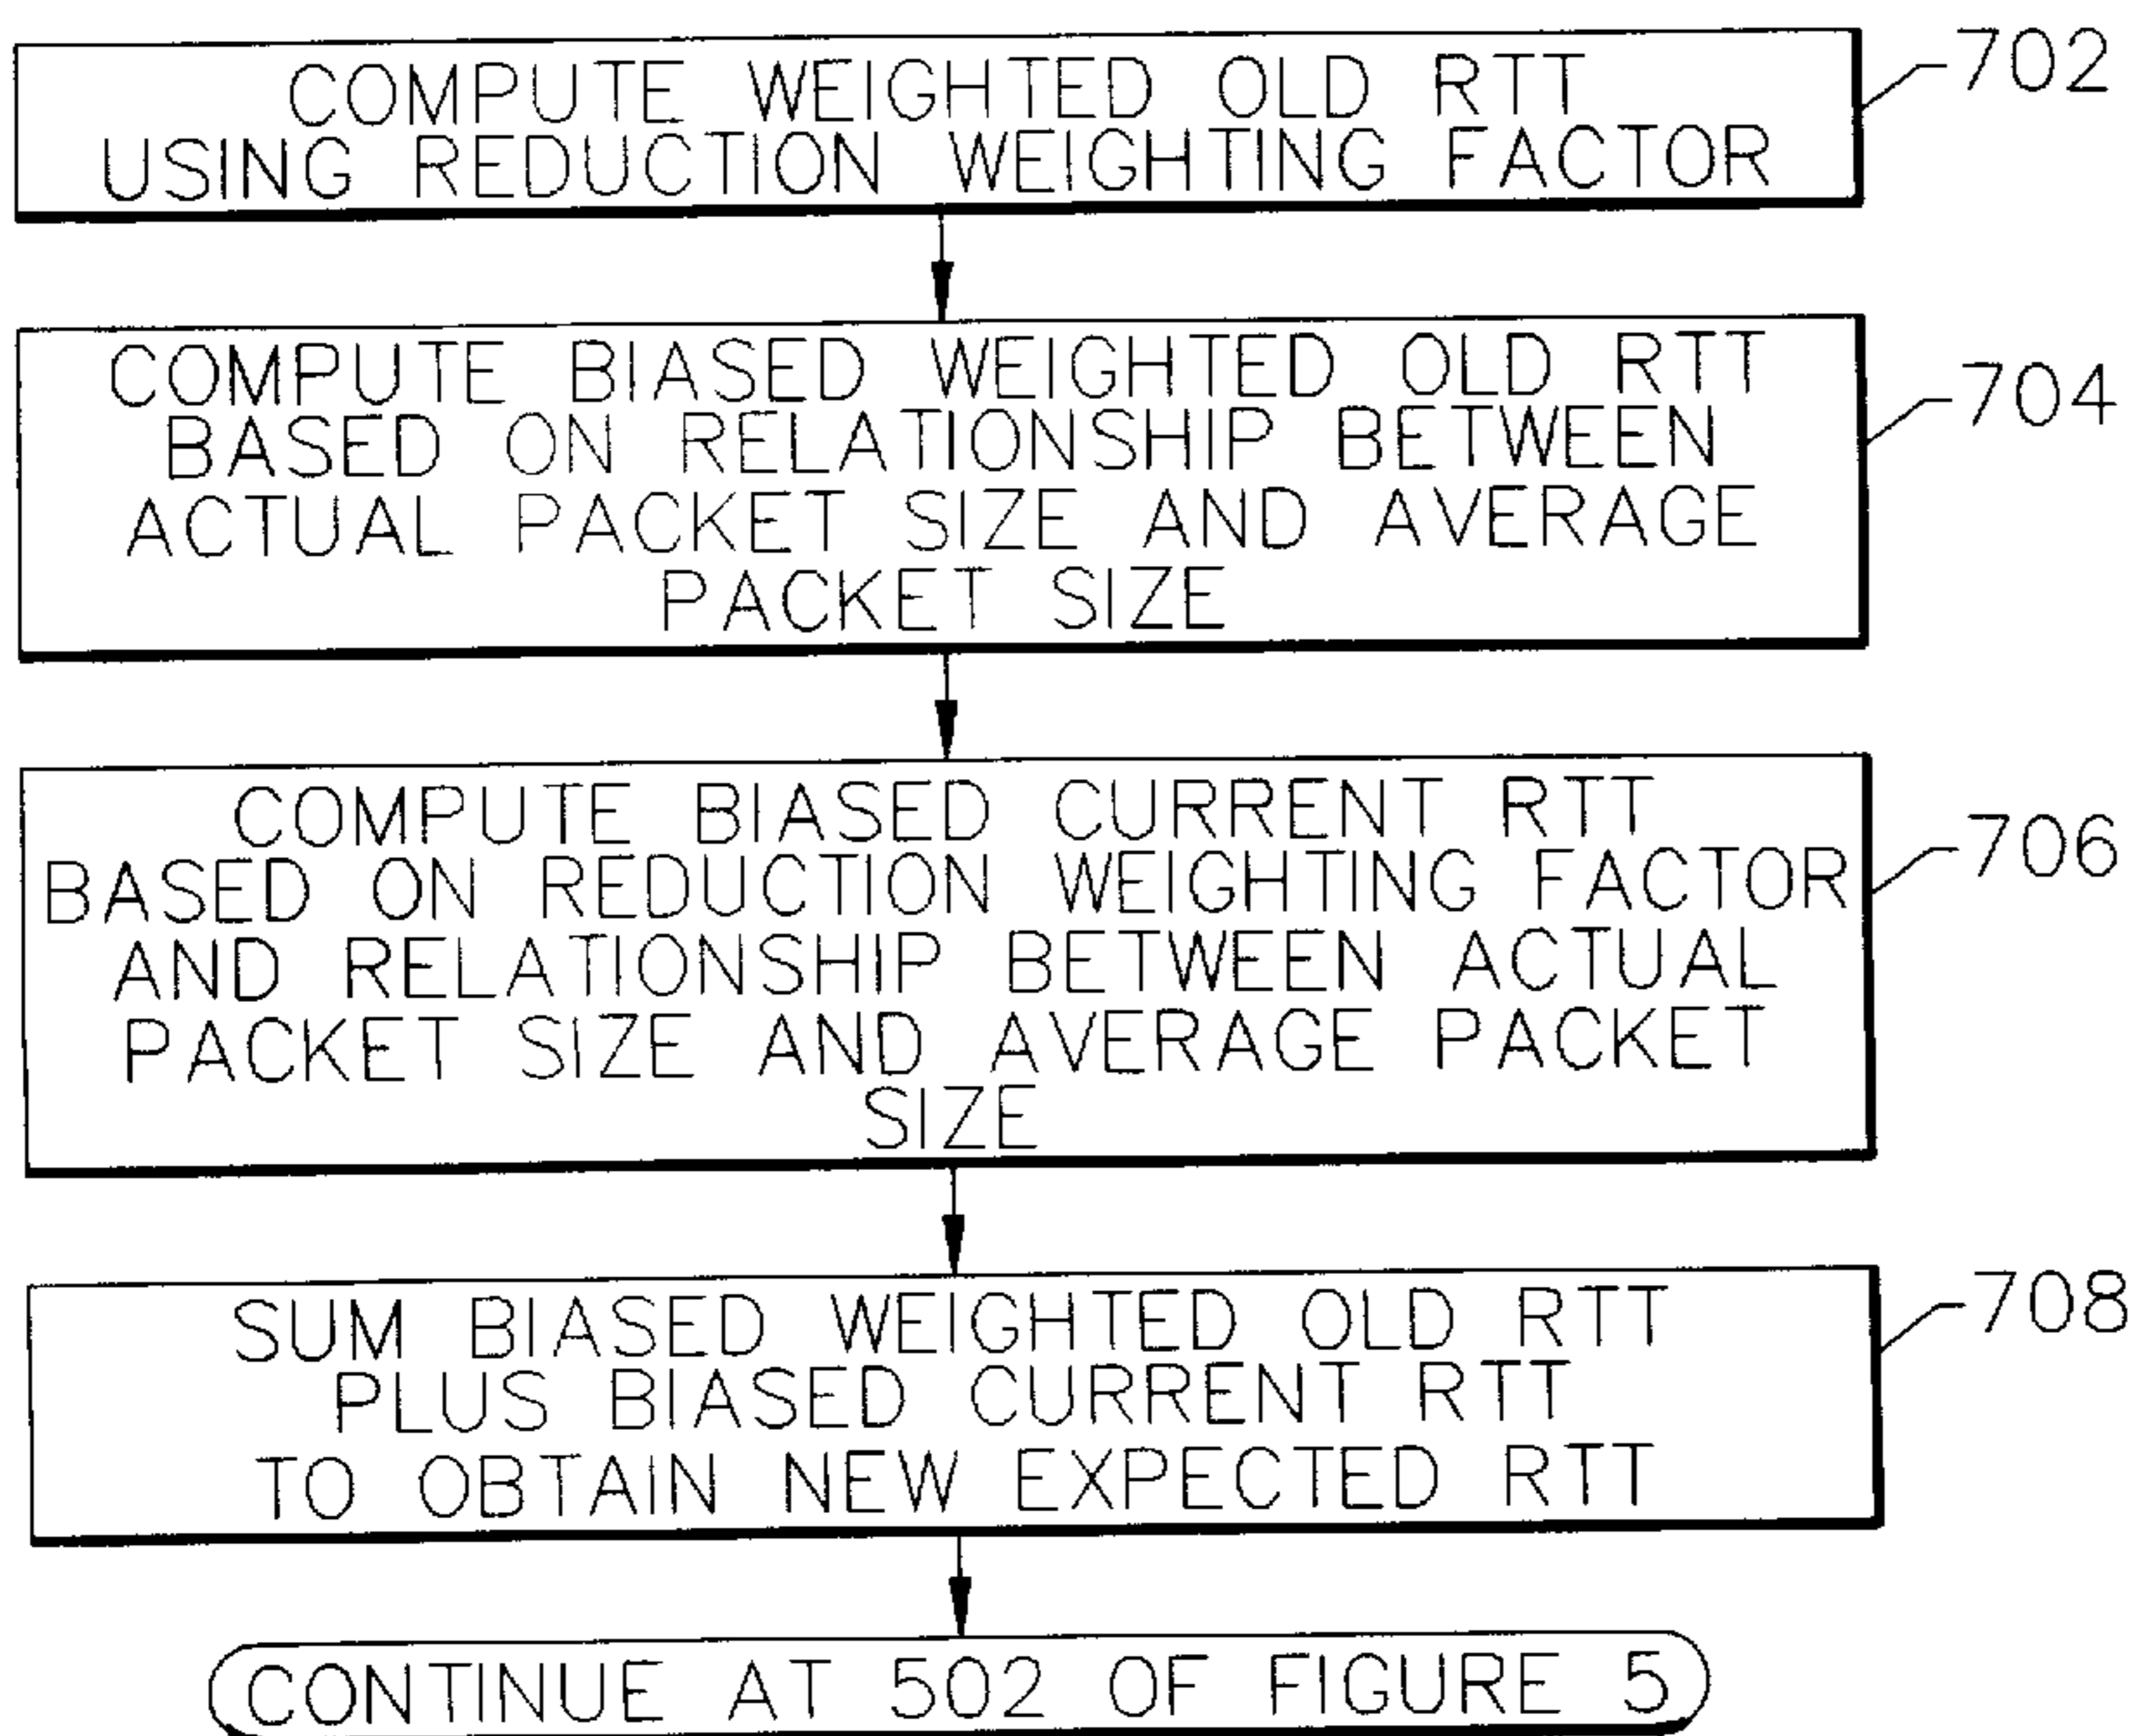 COMPUTE WEIGHTED OLD RTT
USING REDUCTION WEIGHTING FACTOR
702
COMPUTE BIASED WEIGHTED OLD RTT
BASED ON RELATIONSHIP BETWEEN
ACTUAL PACKET SIZE AND AVERAGE
PACKET SIZE
704
COMPUTE BIASED CURRENT RTT
BASED ON REDUCTION WEIGHTING FACTOR
AND RELATIONSHIP BETWEEN ACTUAL
PACKET SIZE AND AVERAGE PACKET
SIZE
706
SUM BIASED WEIGHTED OLD RTT
PLUS BIASED CURRENT RTT
TO OBTAIN NEW EXPECTED RTT
708
CONTINUE AT 502 OF FIGURE 5